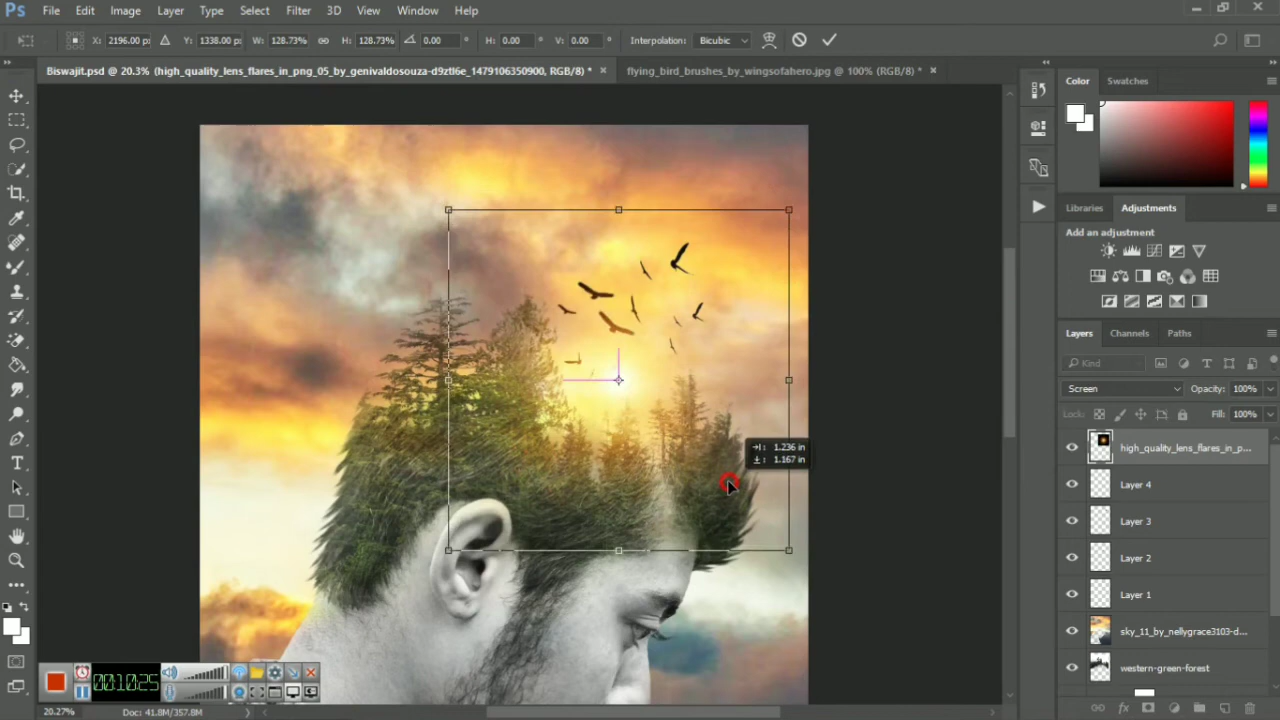 Ps File Edit Image Layer Type Select Filter 3D View Window Help
X: 2196.00 px Y: 1338.00 px W: 128.73% H: 128.73% 0.00 ° H: 0.00 ° V: 0.00 ° Interpolation: Bicubic
Biswajit.psd @ 20.3% (high_quality_lens_flares_in_png_05_by_genivaldosouza-d9ztl6e_1479106350900, RGB/8) * × flying_bird_brushes_by_wingsofahero.jpg @ 100% (RGB/8) * ×
Color Swatches
Libraries Adjustments
Add an adjustment
Layers Channels Paths
Kind
Screen Opacity: 100%
Lock: Fill: 100%
high_quality_lens_flares_in_p...
Layer 4
Layer 3
Layer 2
Layer 1
sky_11_by_nellygrace3103-d...
western-green-forest
1.236 in
1.167 in
00:10:25
20.27% Doc: 41.8M/357.8M